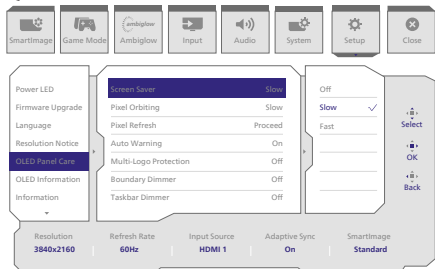 SmartImage
Game Mode
ambiglow
Ambiglow
Input
Audio
System
Setup
Close
Power LED
Firmware Upgrade
Language
Resolution Notice
OLED Panel Care
OLED Information
Information
Screen Saver Slow
Pixel Orbiting Slow
Pixel Refresh Proceed
Auto Warning On
Multi-Logo Protection Off
Boundary Dimmer Off
Taskbar Dimmer Off
Off
Slow
Fast
Select
OK
Back
Resolution Refresh Rate Input Source Adaptive Sync SmartImage
3840x2160 60Hz HDMI 1 On Standard